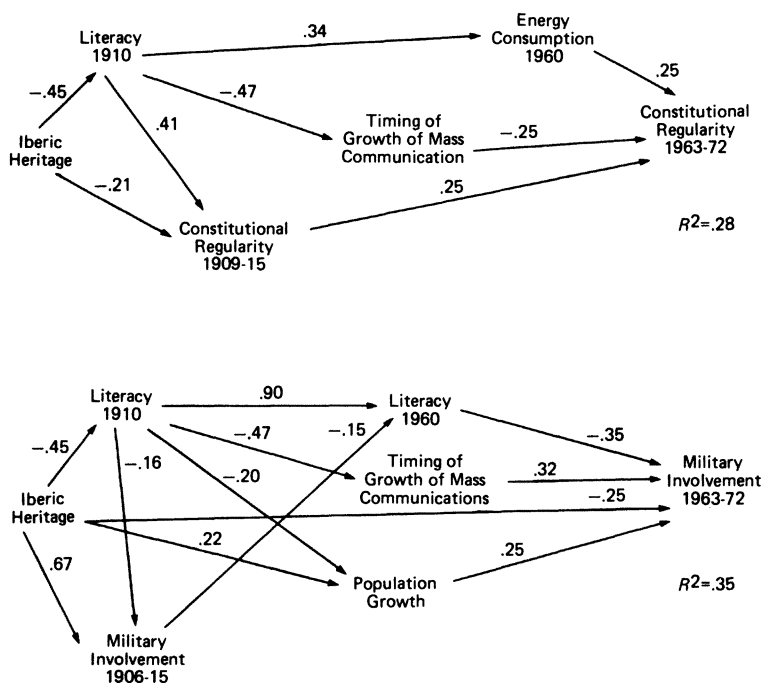 Literacy
1910
.34
Energy
Consumption
1960
−.45
−.47
.25
.41
Iberic
Heritage
Timing of
Growth of Mass
Communication
−.25
Constitutional
Regularity
1963-72
−.21
.25
Constitutional
Regularity
1909-15
R²=.28
Literacy
1910
.90
Literacy
1960
−.45
−.16
−.47
−.15
−.35
−.20
Timing of
Growth of Mass
Communications
.32
Military
Involvement
1963-72
Iberic
Heritage
−.25
.22
.67
.25
Population
Growth
R²=.35
Military
Involvement
1906-15